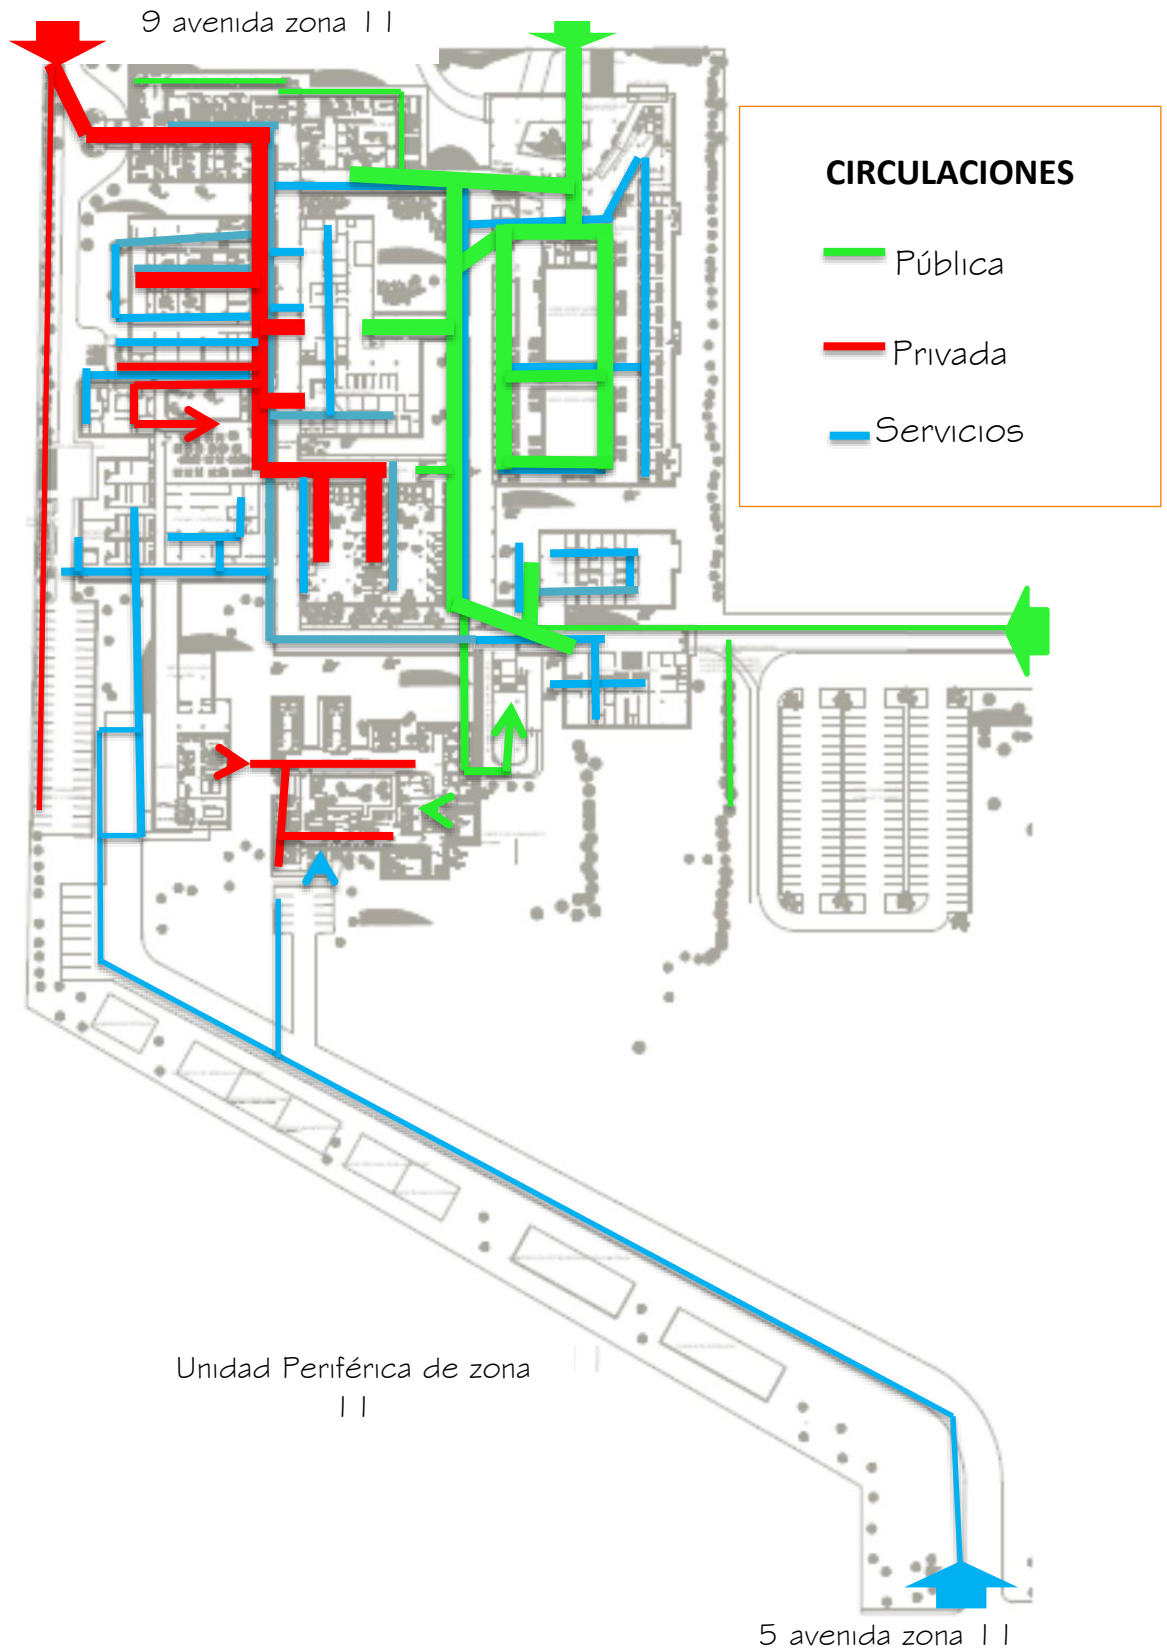 9 avenida zona 11
CIRCULACIONES
Pública
Privada
Servicios
Unidad Periférica de zona
11
5 avenida zona 11